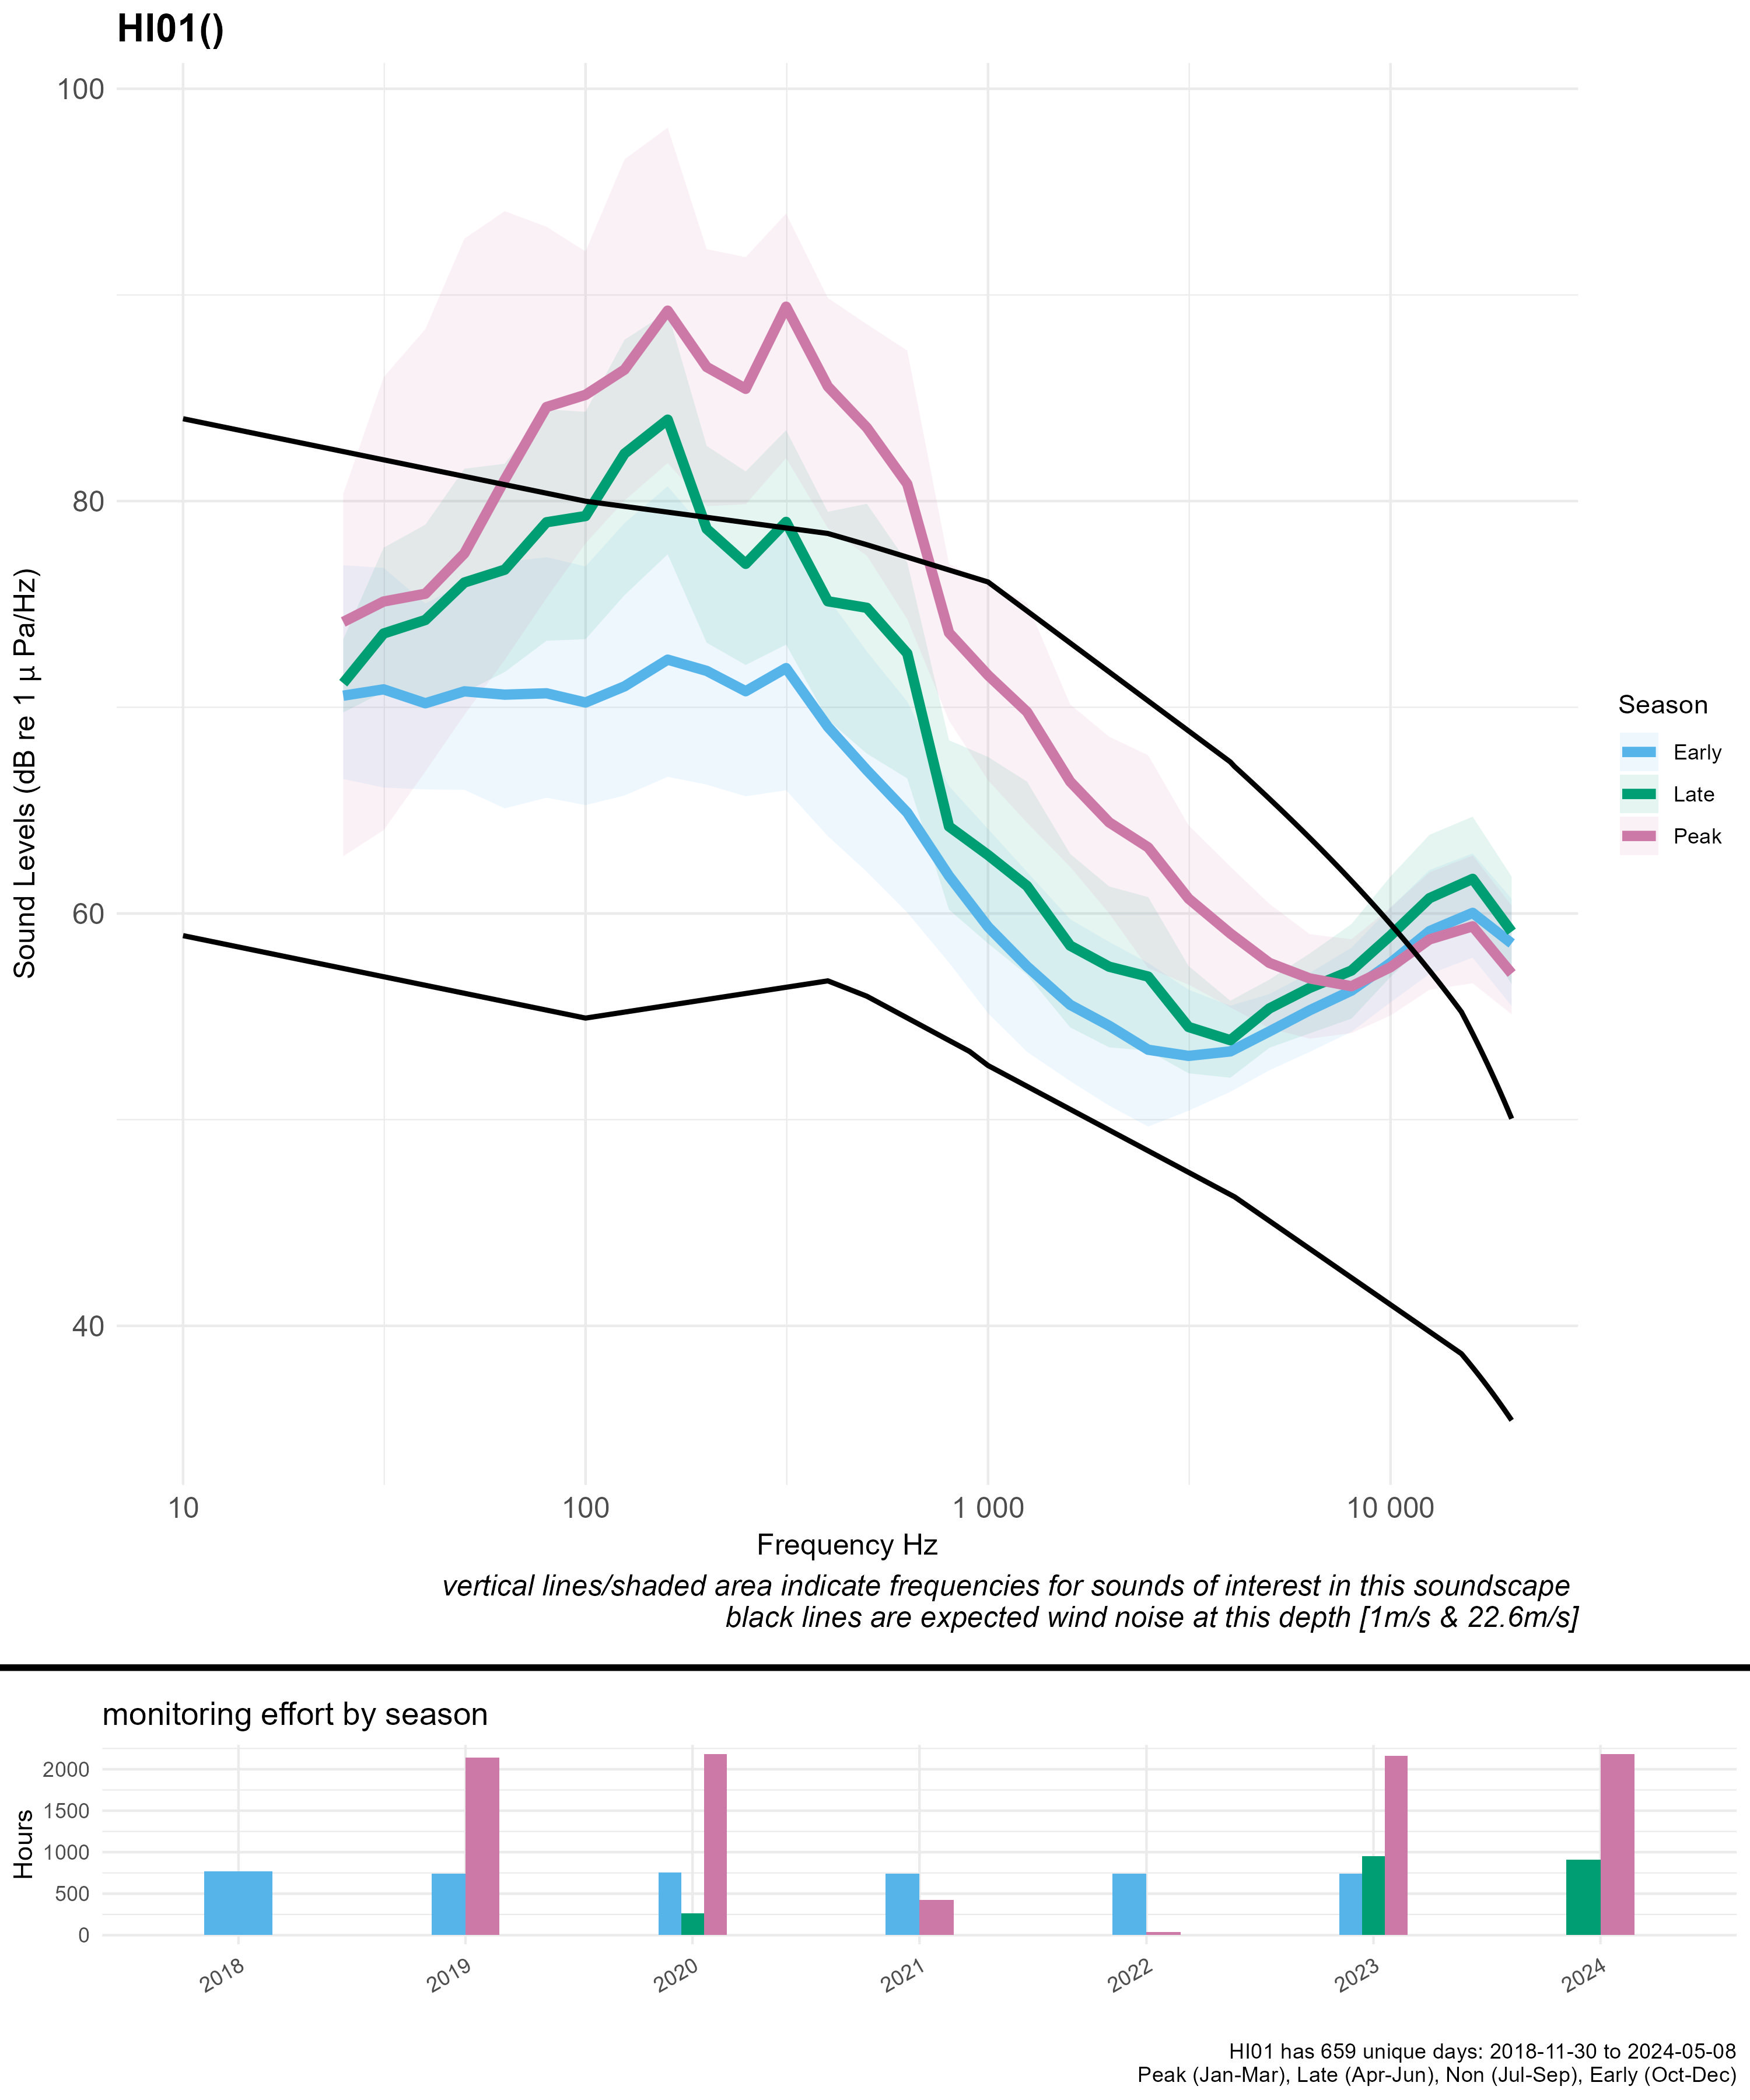 HI01()
100
80
60
40
Sound Levels (dB re 1 µ Pa/Hz)
10
100
1 000
10 000
Frequency Hz
Season
Early
Late
Peak
vertical lines/shaded area indicate frequencies for sounds of interest in this soundscape
black lines are expected wind noise at this depth [1m/s & 22.6m/s]
monitoring effort by season
Hours
2000
1500
1000
500
0
2018
2019
2020
2021
2022
2023
2024
HI01 has 659 unique days: 2018-11-30 to 2024-05-08
Peak (Jan-Mar), Late (Apr-Jun), Non (Jul-Sep), Early (Oct-Dec)